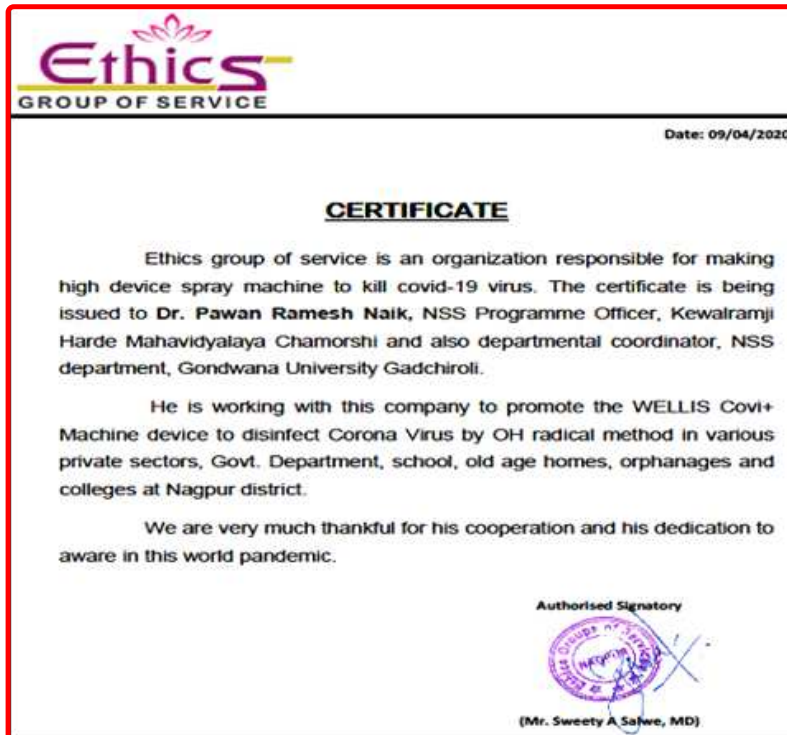 Ethics
GROUP OF SERVICE
Date: 09/04/2020
CERTIFICATE
Ethics group of service is an organization responsible for making
high device spray machine to kill covid-19 virus. The certificate is being
issued to Dr. Pawan Ramesh Naik, NSS Programme Officer, Kewalramji
Harde Mahavidyalaya Chamorshi and also departmental coordinator, NSS
department, Gondwana University Gadchiroli.
He is working with this company to promote the WELLIS Covi+
Machine device to disinfect Corona Virus by OH radical method in various
private sectors, Govt. Department, school, old age homes, orphanages and
colleges at Nagpur district.
We are very much thankful for his cooperation and his dedication to
aware in this world pandemic.
Authorised Signatory
Ethics Groups of Service
NAGPUR
(Mr. Sweety A Salwe, MD)